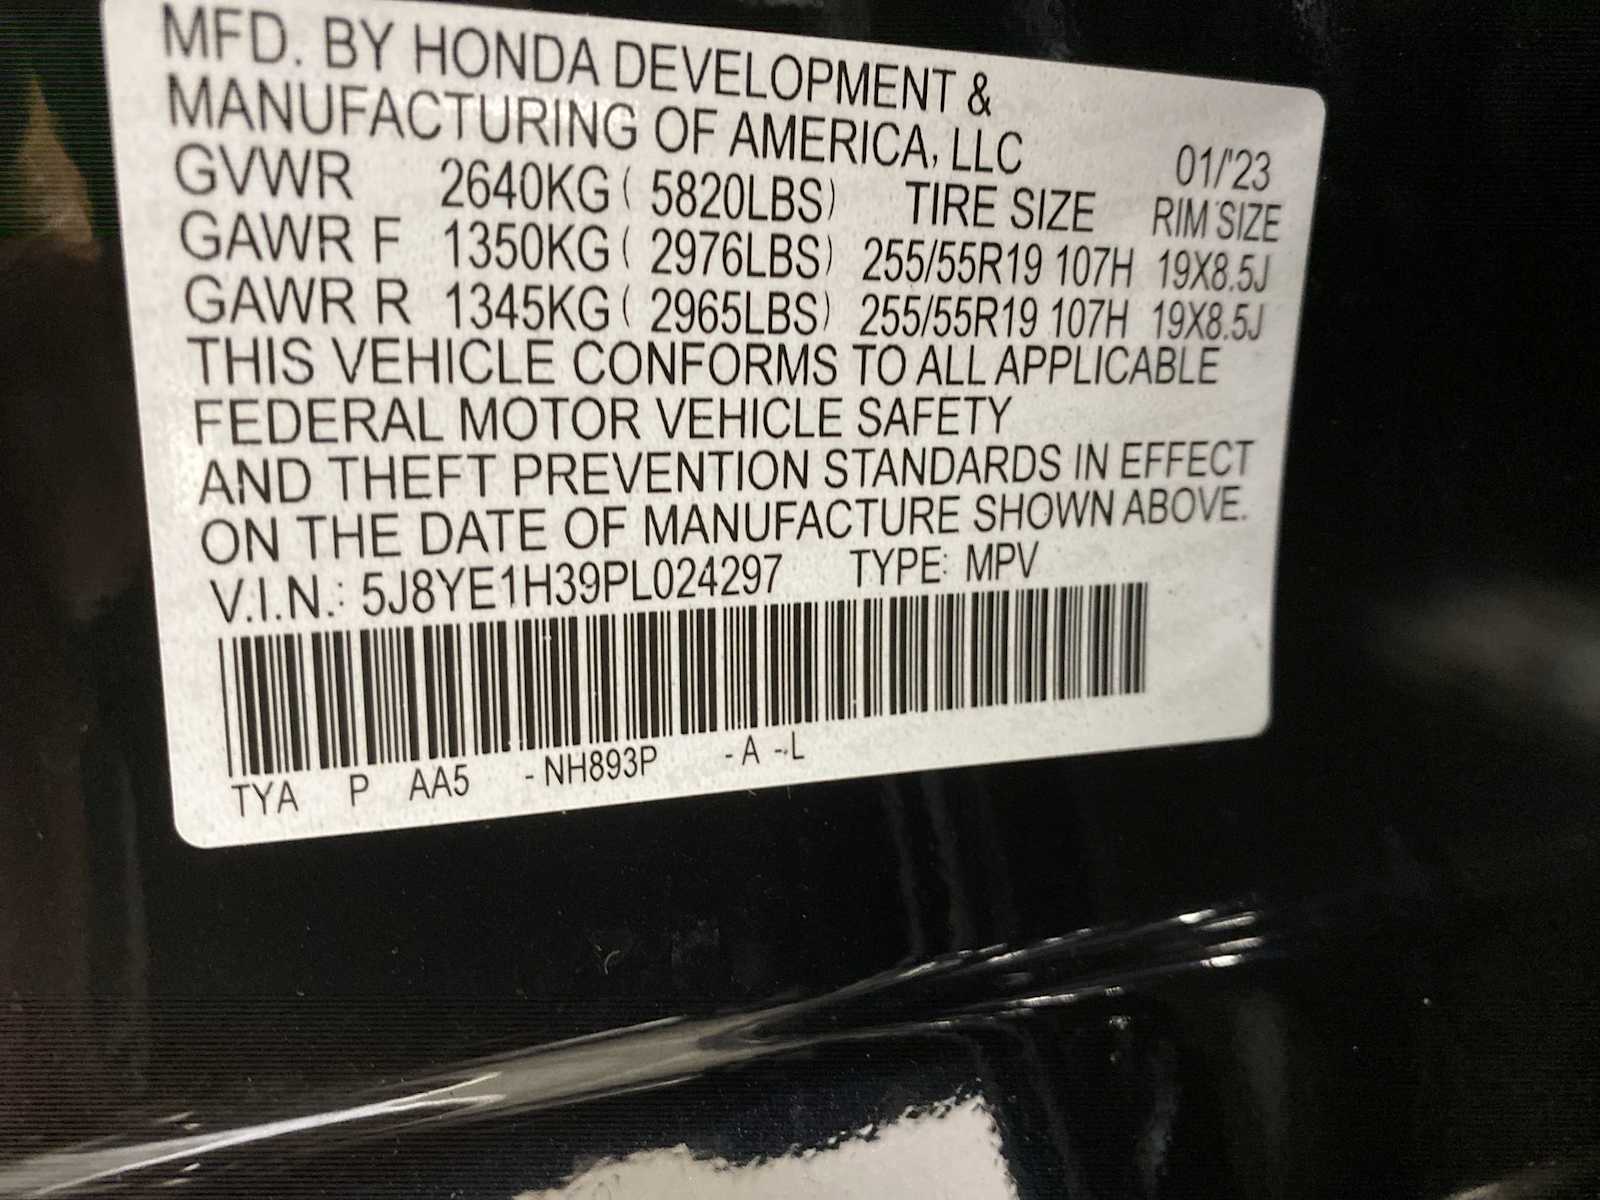 MFD. BY HONDA DEVELOPMENT &
MANUFACTURING OF AMERICA, LLC 01/'23
GVWR 2640KG ( 5820LBS) TIRE SIZE RIM SIZE
GAWR F 1350KG ( 2976LBS) 255/55R19 107H 19X8.5J
GAWR R 1345KG ( 2965LBS) 255/55R19 107H 19X8.5J
THIS VEHICLE CONFORMS TO ALL APPLICABLE
FEDERAL MOTOR VEHICLE SAFETY
AND THEFT PREVENTION STANDARDS IN EFFECT
ON THE DATE OF MANUFACTURE SHOWN ABOVE.
V.I.N.: 5J8YE1H39PL024297 TYPE: MPV
TYA P AA5 - NH893P - A - L